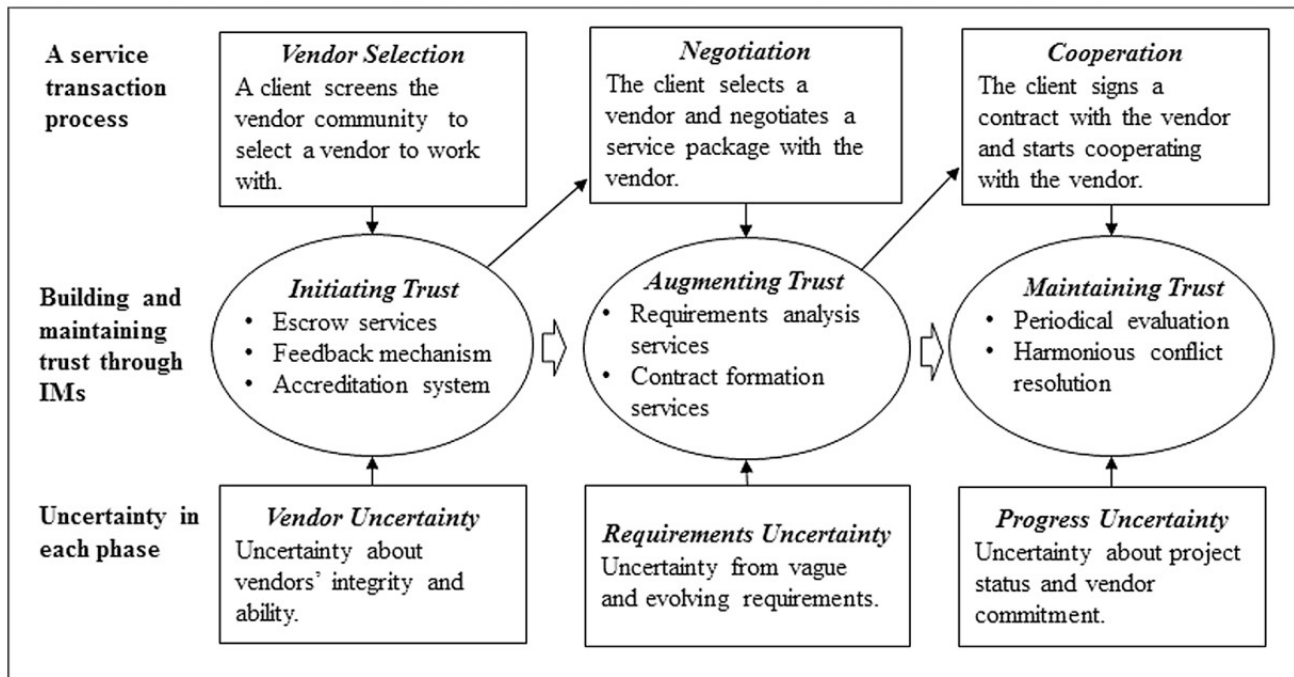 A service
transaction
process
Vendor Selection
A client screens the
vendor community to
select a vendor to work
with.
Negotiation
The client selects a
vendor and negotiates a
service package with the
vendor.
Cooperation
The client signs a
contract with the vendor
and starts cooperating
with the vendor.
Building and
maintaining
trust through
IMs
Initiating Trust
• Escrow services
• Feedback mechanism
• Accreditation system
Augmenting Trust
• Requirements analysis
services
• Contract formation
services
Maintaining Trust
• Periodical evaluation
• Harmonious conflict
resolution
Uncertainty in
each phase
Vendor Uncertainty
Uncertainty about
vendors’ integrity and
ability.
Requirements Uncertainty
Uncertainty from vague
and evolving requirements.
Progress Uncertainty
Uncertainty about project
status and vendor
commitment.